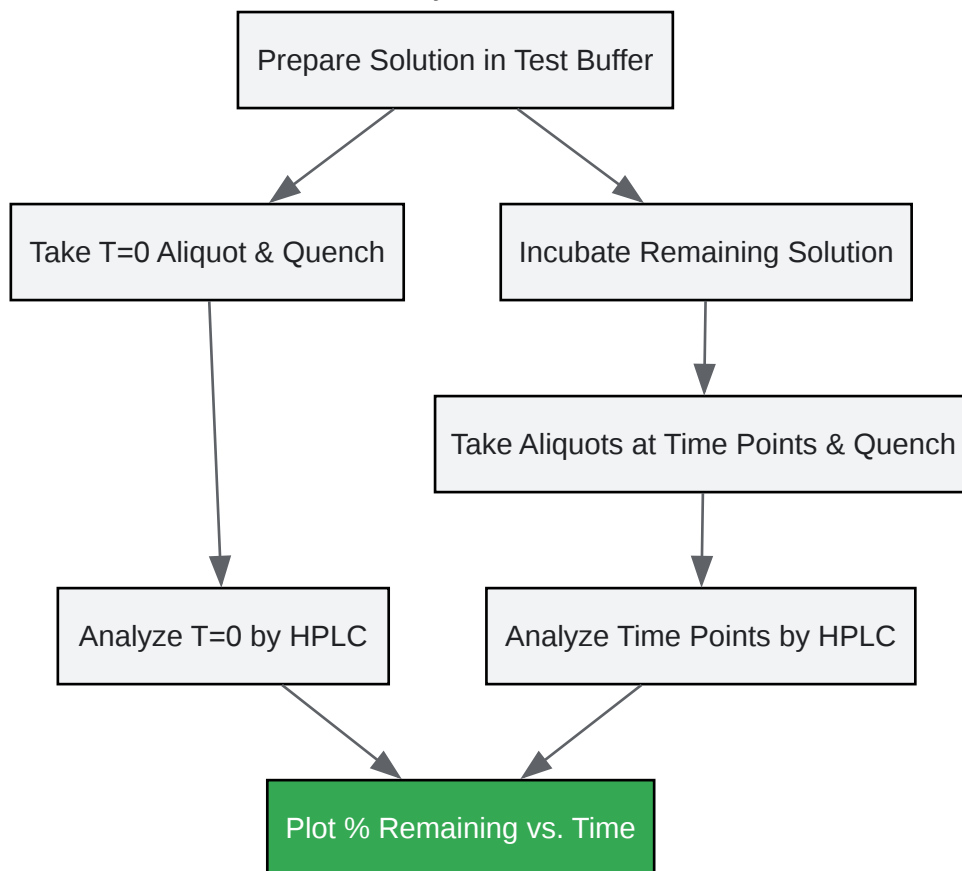 Prepare Solution in Test Buffer
Take T=0 Aliquot & Quench
Incubate Remaining Solution
Take Aliquots at Time Points & Quench
Analyze T=0 by HPLC
Analyze Time Points by HPLC
Plot % Remaining vs. Time